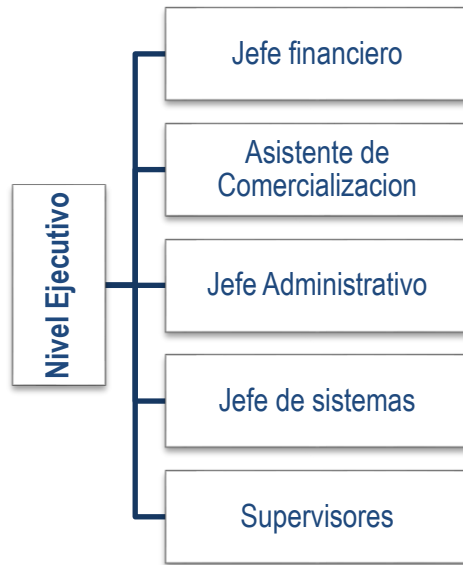 Jefe financiero
Asistente de
Comercializacion
Nivel Ejecutivo
Jefe Administrativo
Jefe de sistemas
Supervisores